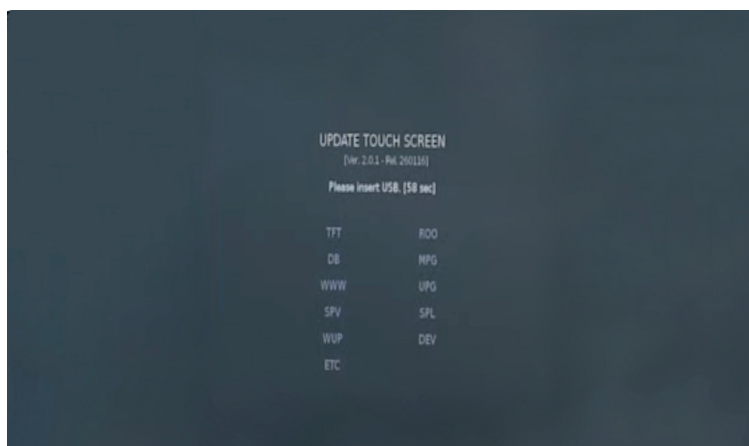 UPDATE TOUCH SCREEN
[Ver. 2.0.1 - Rel. 260116]
Please insert USB. [58 sec]
TFT ROO
DB MPG
WWW UPG
SPV SPL
WUP DEV
ETC